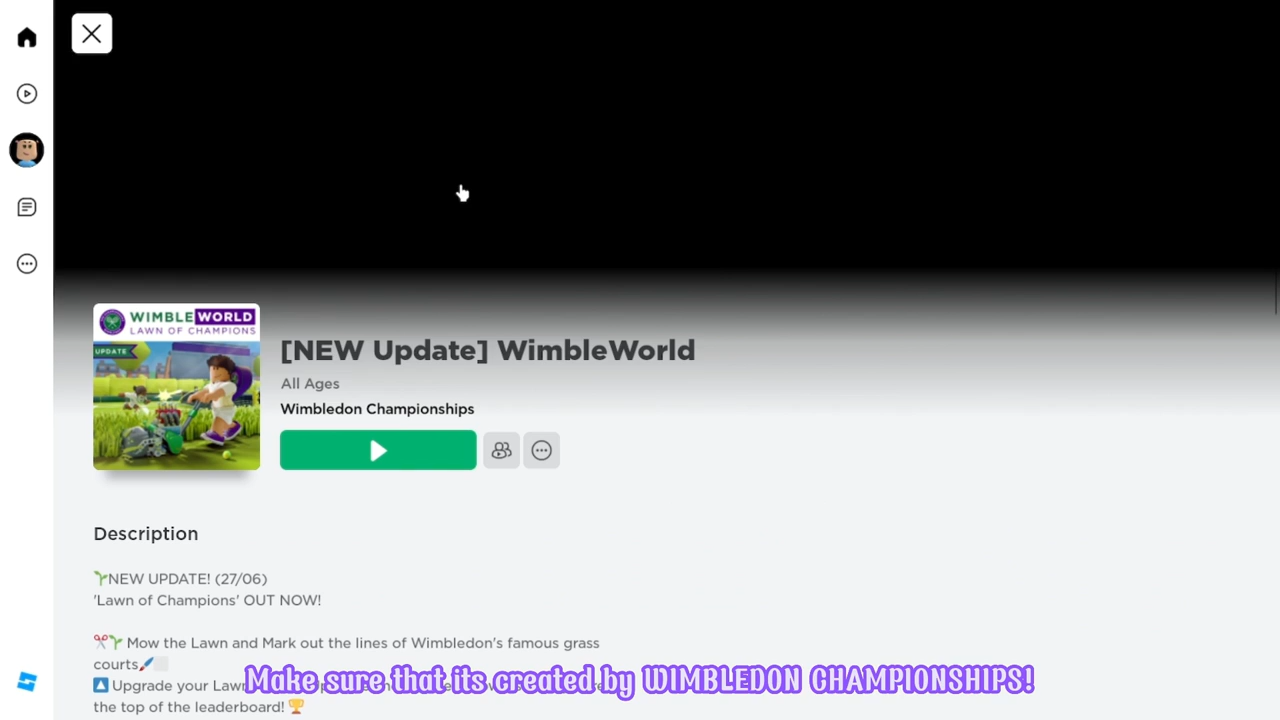 WIMBLEWORLD
LAWN OF CHAMPIONS
UPDATE
[NEW Update] WimbleWorld
All Ages
Wimbledon Championships
Description
NEW UPDATE! (27/06)
'Lawn of Champions' OUT NOW!
Mow the Lawn and Mark out the lines of Wimbledon's famous grass
courts
Upgrade your Law
the top of the leaderboard!
Make sure that its created by WIMBLEDON CHAMPIONSHIPS!